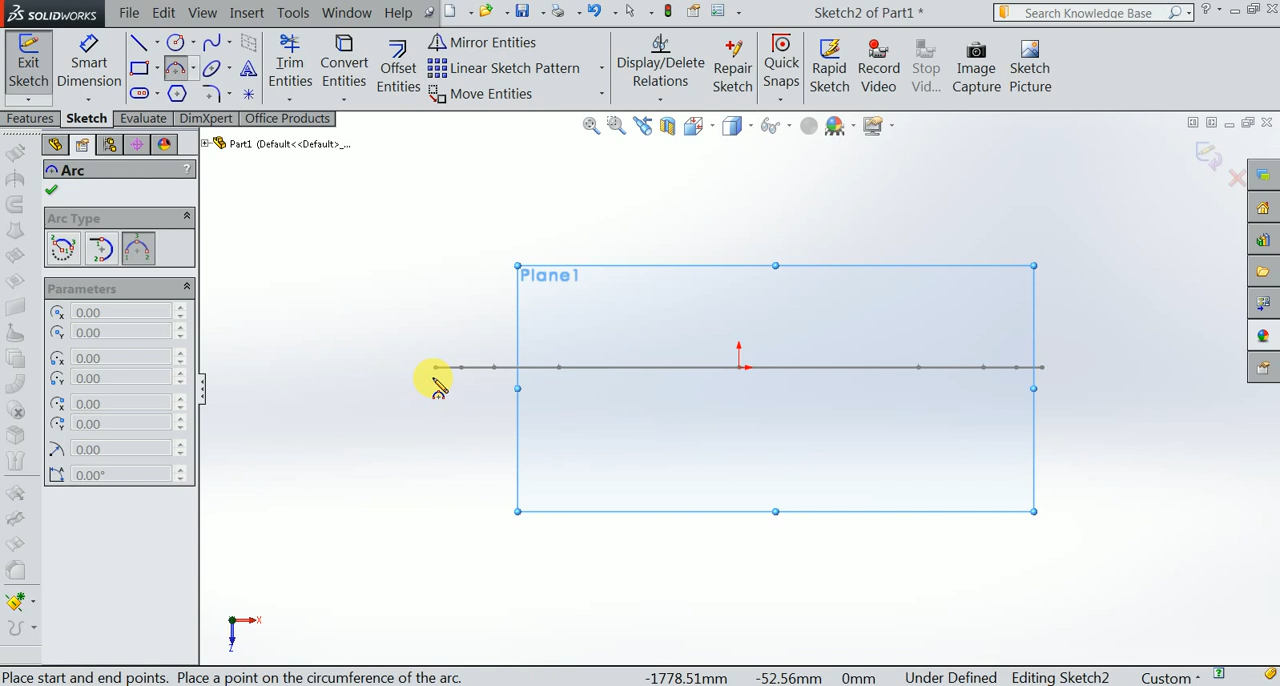 SOLIDWORKS File Edit View Insert Tools Window Help Sketch2 of Part1 * Search Knowledge Base ?
Exit Sketch
Smart Dimension
Trim Entities
Convert Entities
Offset Entities
Mirror Entities
Linear Sketch Pattern
Move Entities
Display/Delete Relations
Repair Sketch
Quick Snaps
Rapid Sketch
Record Video
Stop Vid...
Image Capture
Sketch Picture
Features Sketch Evaluate DimXpert Office Products
Part1 (Default<<Default>_...
Arc ?
Arc Type
Parameters
0.00
0.00
0.00
0.00
0.00
0.00
0.00
0.00°
Plane1
X
Z
Place start and end points. Place a point on the circumference of the arc. -1778.51mm -52.56mm 0mm Under Defined Editing Sketch2 Custom ?